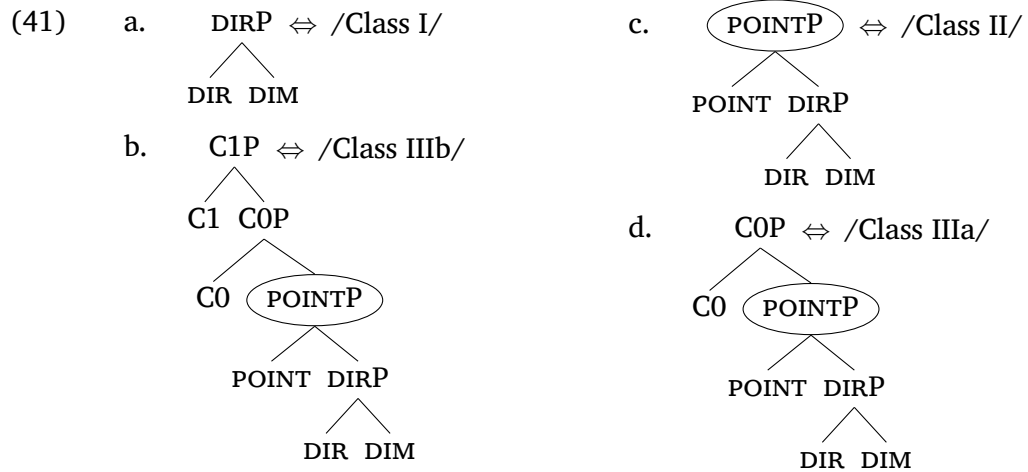 (41) a. DIRP ⇔ /Class I/
DIR DIM
b. C1P ⇔ /Class IIIb/
C1 C0P
C0 POINTP
POINT DIRP
DIR DIM
c. POINTP ⇔ /Class II/
POINT DIRP
DIR DIM
d. C0P ⇔ /Class IIIa/
C0 POINTP
POINT DIRP
DIR DIM